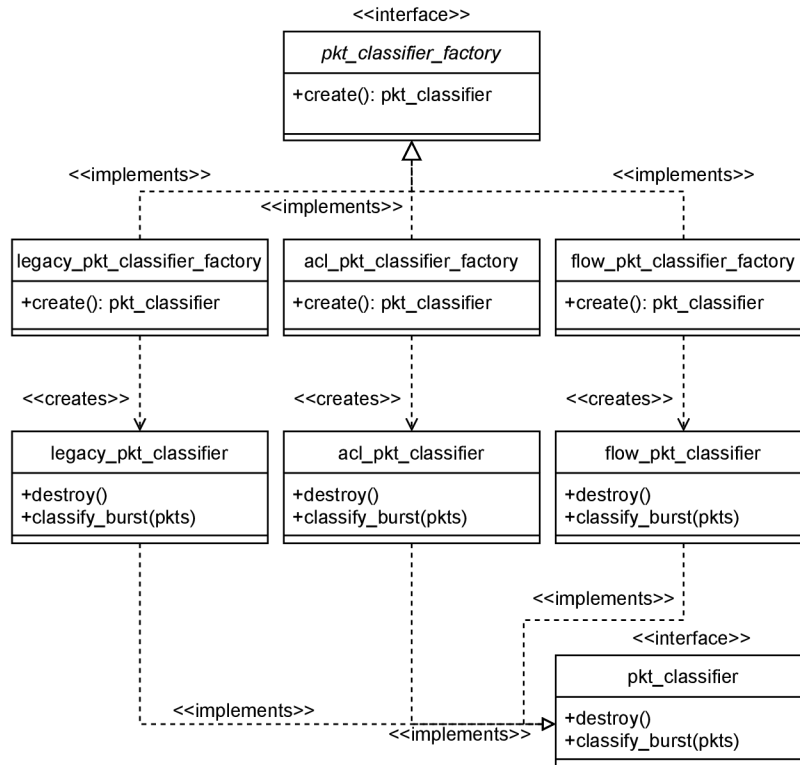 <<interface>>
pkt_classifier_factory
+create(): pkt_classifier
<<implements>>
<<implements>>
<<implements>>
legacy_pkt_classifier_factory
+create(): pkt_classifier
acl_pkt_classifier_factory
+create(): pkt_classifier
flow_pkt_classifier_factory
+create(): pkt_classifier
<<creates>>
<<creates>>
<<creates>>
legacy_pkt_classifier
+destroy()
+classify_burst(pkts)
acl_pkt_classifier
+destroy()
+classify_burst(pkts)
flow_pkt_classifier
+destroy()
+classify_burst(pkts)
<<implements>>
<<interface>>
pkt_classifier
+destroy()
+classify_burst(pkts)
<<implements>>
<<implements>>